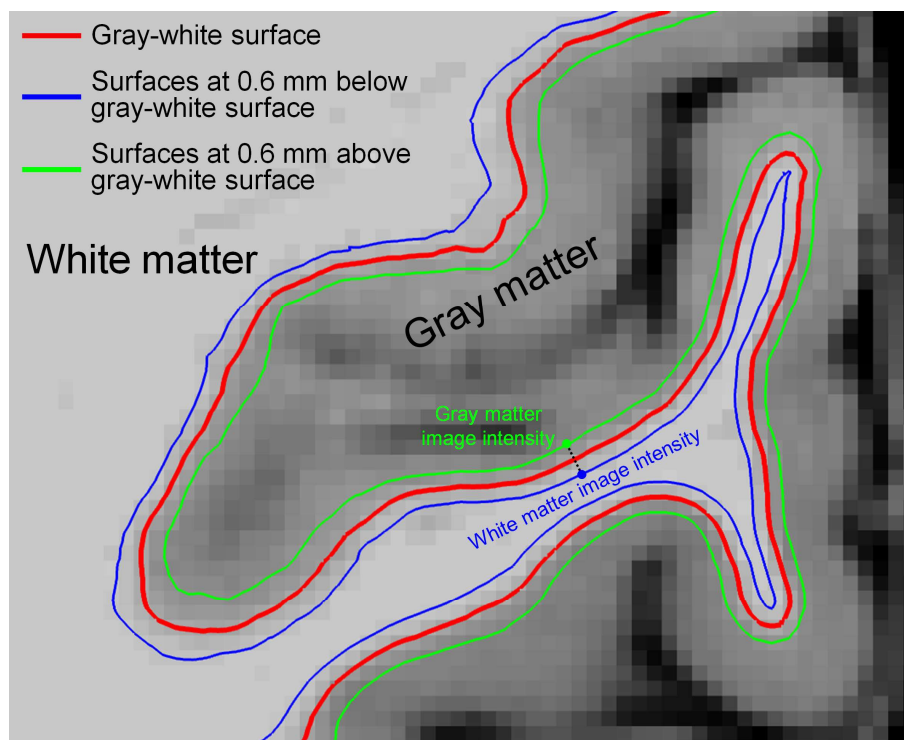 Gray-white surface
Surfaces at 0.6 mm below
gray-white surface
Surfaces at 0.6 mm above
gray-white surface
White matter
Gray matter
Gray matter
image intensity
White matter image intensity